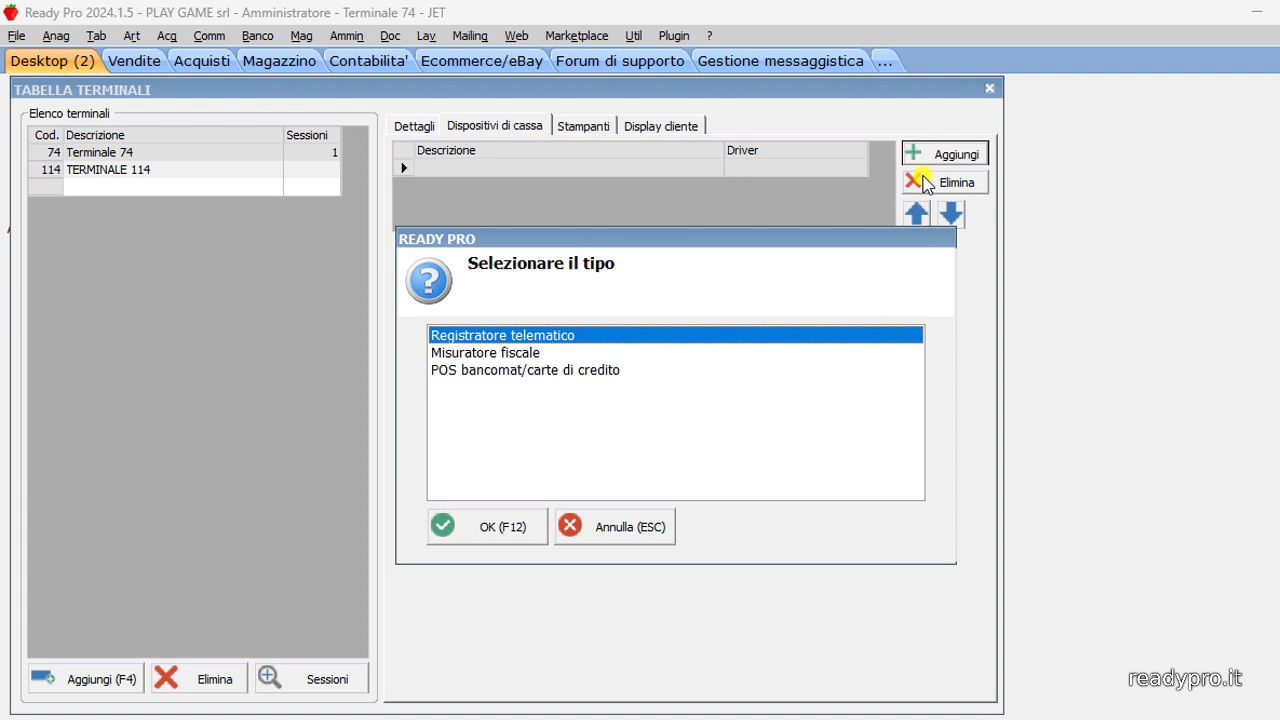 Ready Pro 2024.1.5 - PLAY GAME srl - Amministratore - Terminale 74 - JET
File Anag Tab Art Acq Comm Banco Mag Ammin Doc Lay Mailing Web Marketplace Util Plugin ?
Desktop (2) Vendite Acquisti Magazzino Contabilita' Ecommerce/eBay Forum di supporto Gestione messaggistica ...
TABELLA TERMINALI
Elenco terminali
Cod. Descrizione Sessioni
74 Terminale 74 1
114 TERMINALE 114
Dettagli Dispositivi di cassa Stampanti Display cliente
Descrizione Driver
Aggiungi
Elimina
READY PRO
Selezionare il tipo
Registratore telematico
Misuratore fiscale
POS bancomat/carte di credito
OK (F12) Annulla (ESC)
Aggiungi (F4) Elimina Sessioni
readypro.it